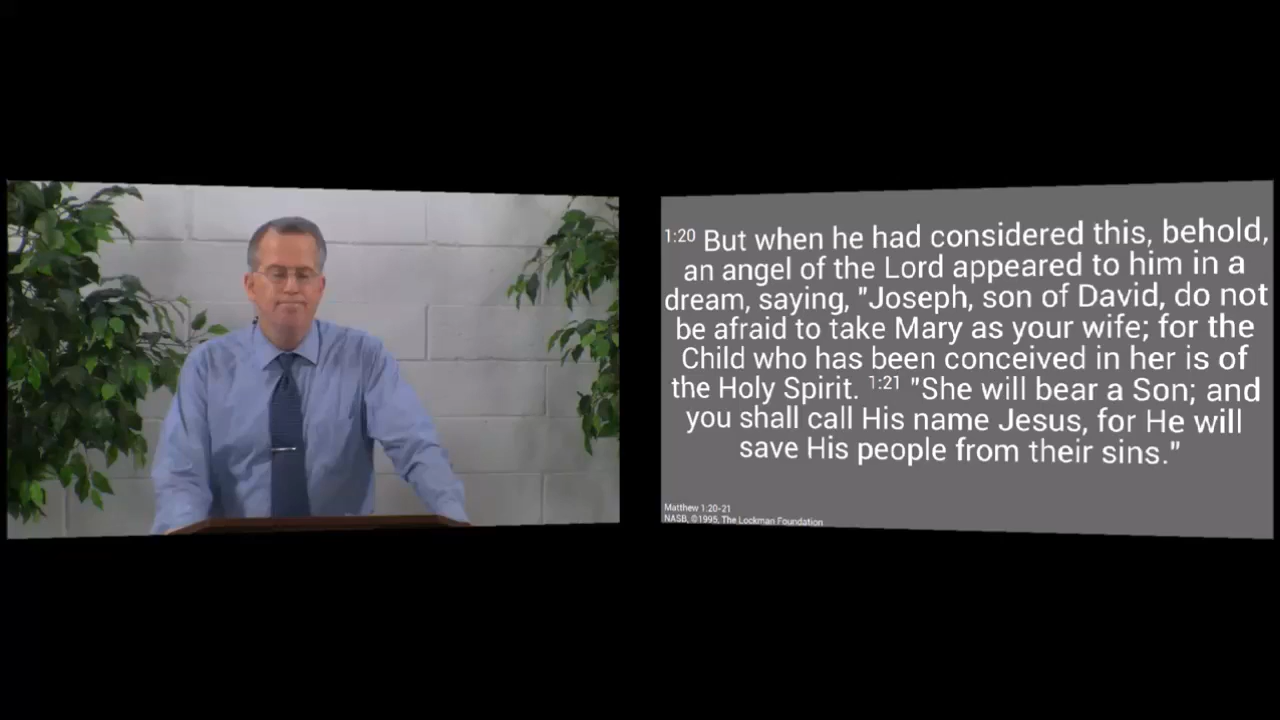 1:20 But when he had considered this, behold,
an angel of the Lord appeared to him in a
dream, saying, "Joseph, son of David, do not
be afraid to take Mary as your wife; for the
Child who has been conceived in her is of
the Holy Spirit. 1:21 "She will bear a Son; and
you shall call His name Jesus, for He will
save His people from their sins."
Matthew 1:20-21
NASB, ©1995, The Lockman Foundation